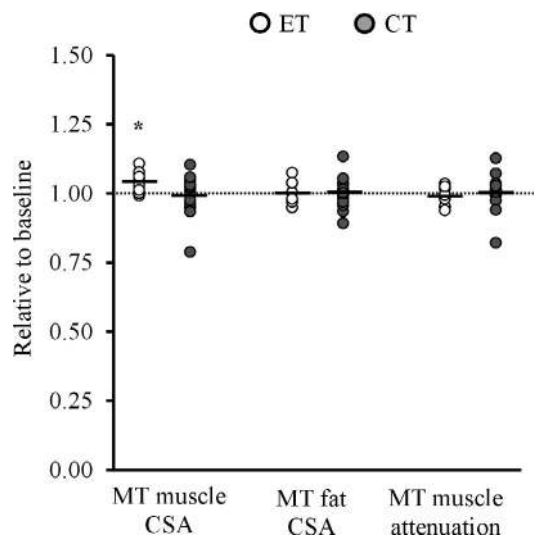 ET CT
1.50
1.25
*
1.00
0.75
0.50
0.25
0.00
Relative to baseline
MT muscle CSA
MT fat CSA
MT muscle attenuation